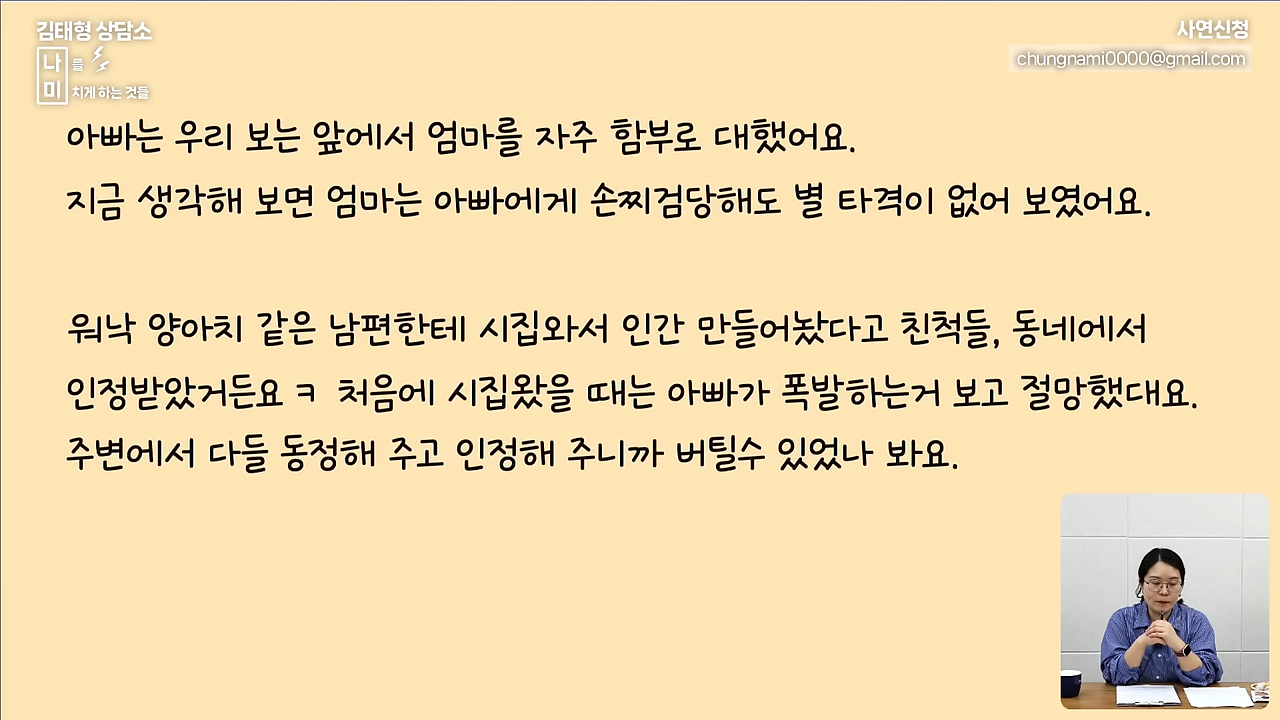 김태형 상담소
나를
미치게 하는 것들
사연신청
chungnami0000@gmail.com
아빠는 우리 보는 앞에서 엄마를 자주 함부로 대했어요.
지금 생각해 보면 엄마는 아빠에게 손찌검당해도 별 타격이 없어 보였어요.
워낙 양아치 같은 남편한테 시집와서 인간 만들어놨다고 친척들, 동네에서
인정받았거든요 ㅋ 처음에 시집왔을 때는 아빠가 폭발하는거 보고 절망했대요.
주변에서 다들 동정해 주고 인정해 주니까 버틸수 있었나 봐요.